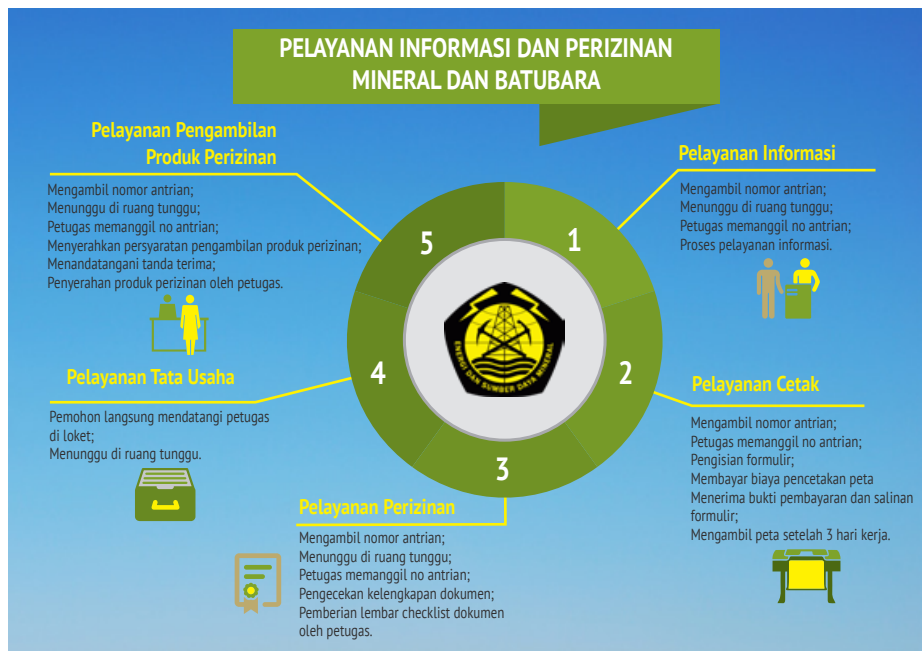 PELAYANAN INFORMASI DAN PERIZINAN
MINERAL DAN BATUBARA
1
Pelayanan Informasi
Mengambil nomor antrian;
Menunggu di ruang tunggu;
Petugas memanggil no antrian;
Proses pelayanan informasi.
2
Pelayanan Cetak
Mengambil nomor antrian;
Petugas memanggil no antrian;
Pengisian formulir;
Membayar biaya pencetakan peta
Menerima bukti pembayaran dan salinan
formulir;
Mengambil peta setelah 3 hari kerja.
3
Pelayanan Perizinan
Mengambil nomor antrian;
Menunggu di ruang tunggu;
Petugas memanggil no antrian;
Pengecekan kelengkapan dokumen;
Pemberian lembar checklist dokumen
oleh petugas.
4
Pelayanan Tata Usaha
Pemohon langsung mendatangi petugas
di loket;
Menunggu di ruang tunggu.
5
Pelayanan Pengambilan
Produk Perizinan
Mengambil nomor antrian;
Menunggu di ruang tunggu;
Petugas memanggil no antrian;
Menyerahkan persyaratan pengambilan produk perizinan;
Menandatangani tanda terima;
Penyerahan produk perizinan oleh petugas.
ENERGI DAN SUMBER DAYA MINERAL